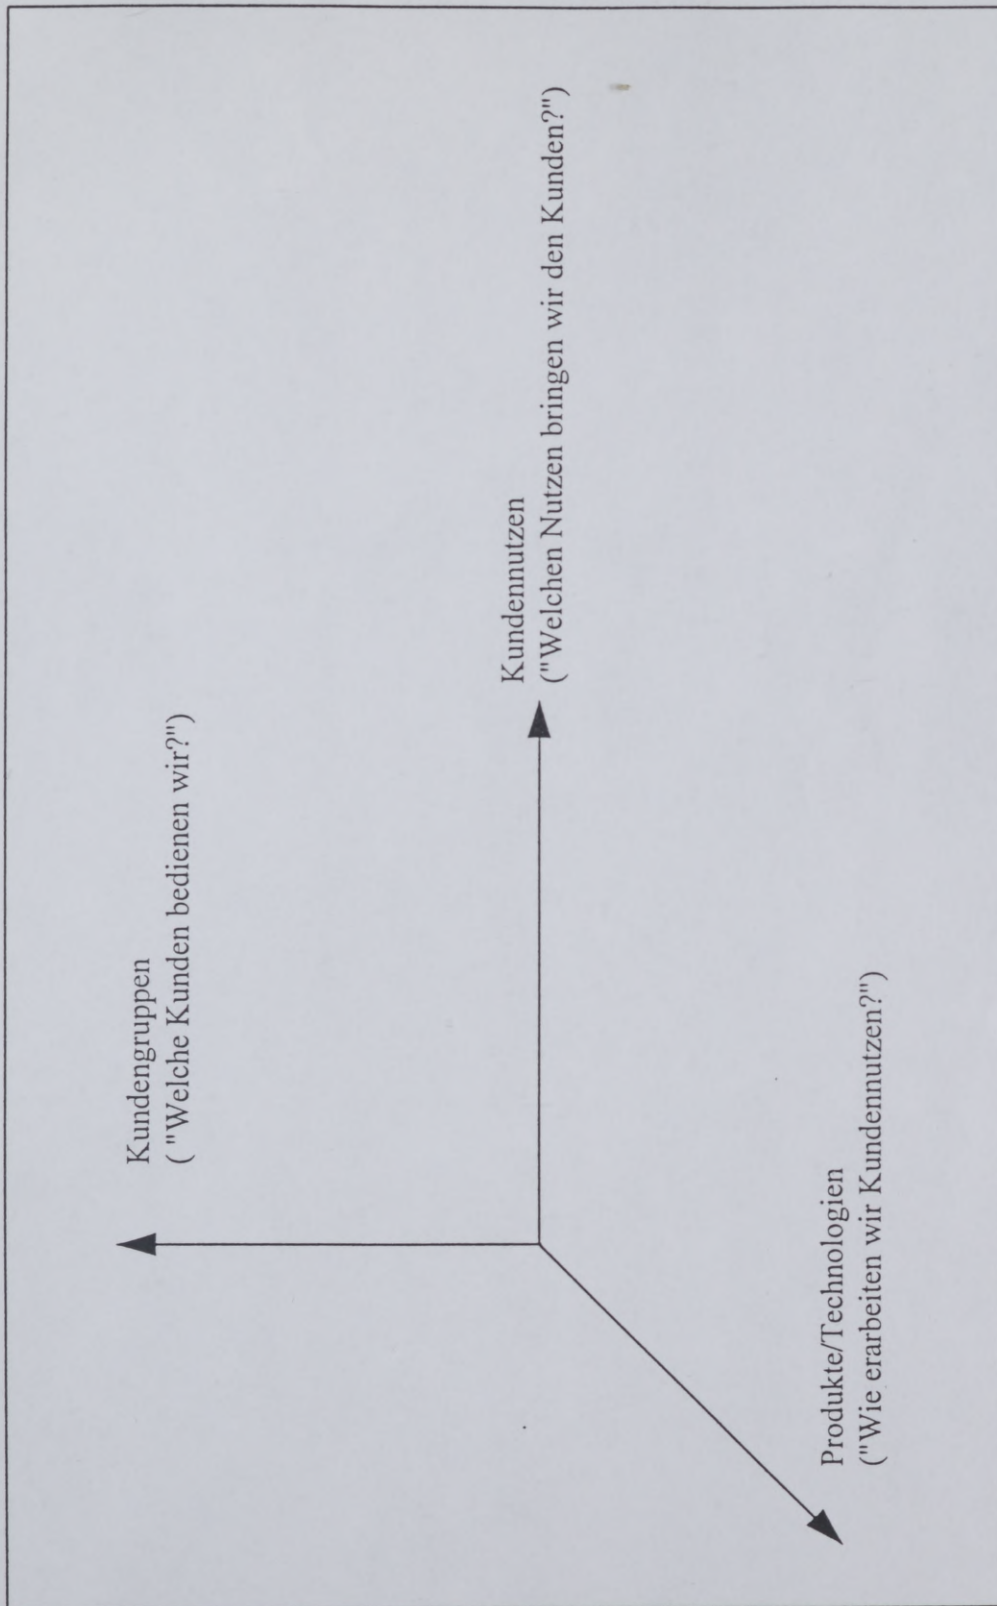 Kundengruppen
( "Welche Kunden bedienen wir?")
Kundennutzen
("Welchen Nutzen bringen wir den Kunden?")
Produkte/Technologien
("Wie erarbeiten wir Kundennutzen?")